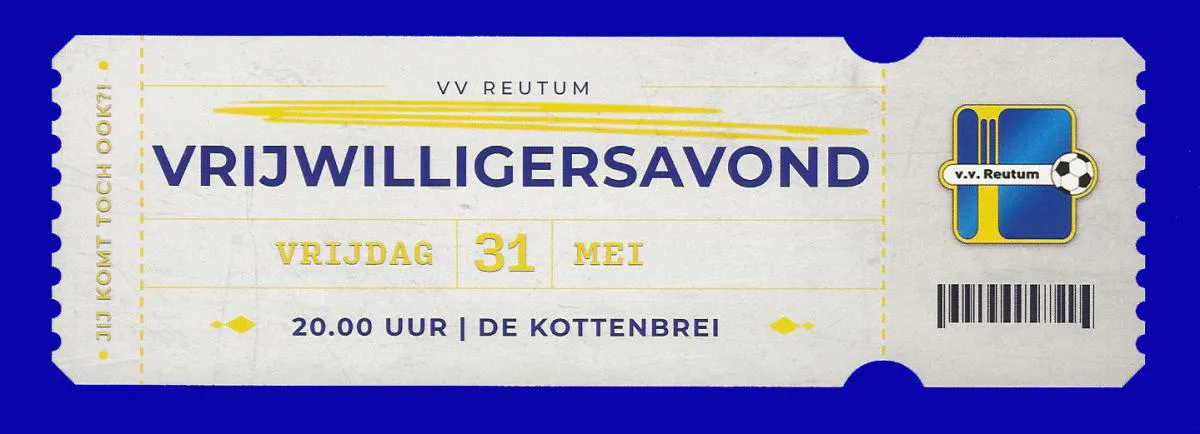 JIJ KOMT TOCH OOK?!
VV REUTUM
VRIJWILLIGERSAVOND
VRIJDAG 31 MEI
20.00 UUR | DE KOTTENBREI
v.v. Reutum